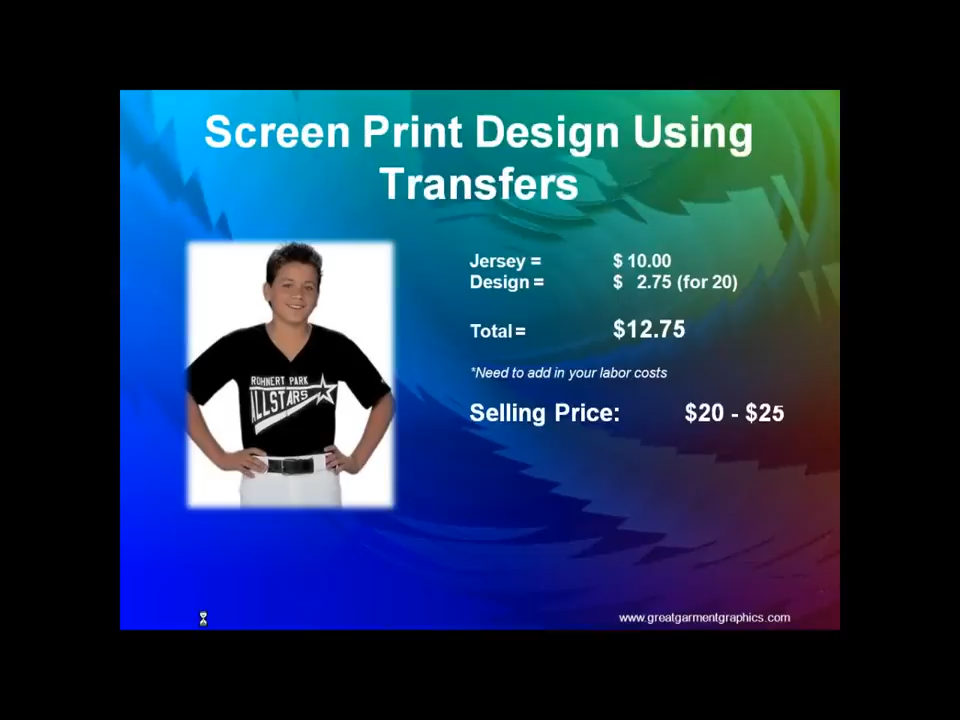 Screen Print Design Using
Transfers
Jersey = $ 10.00
Design = $ 2.75 (for 20)
Total = $12.75
*Need to add in your labor costs
Selling Price: $20 - $25
ROHNERT PARK
ALLSTARS
www.greatgarmentgraphics.com